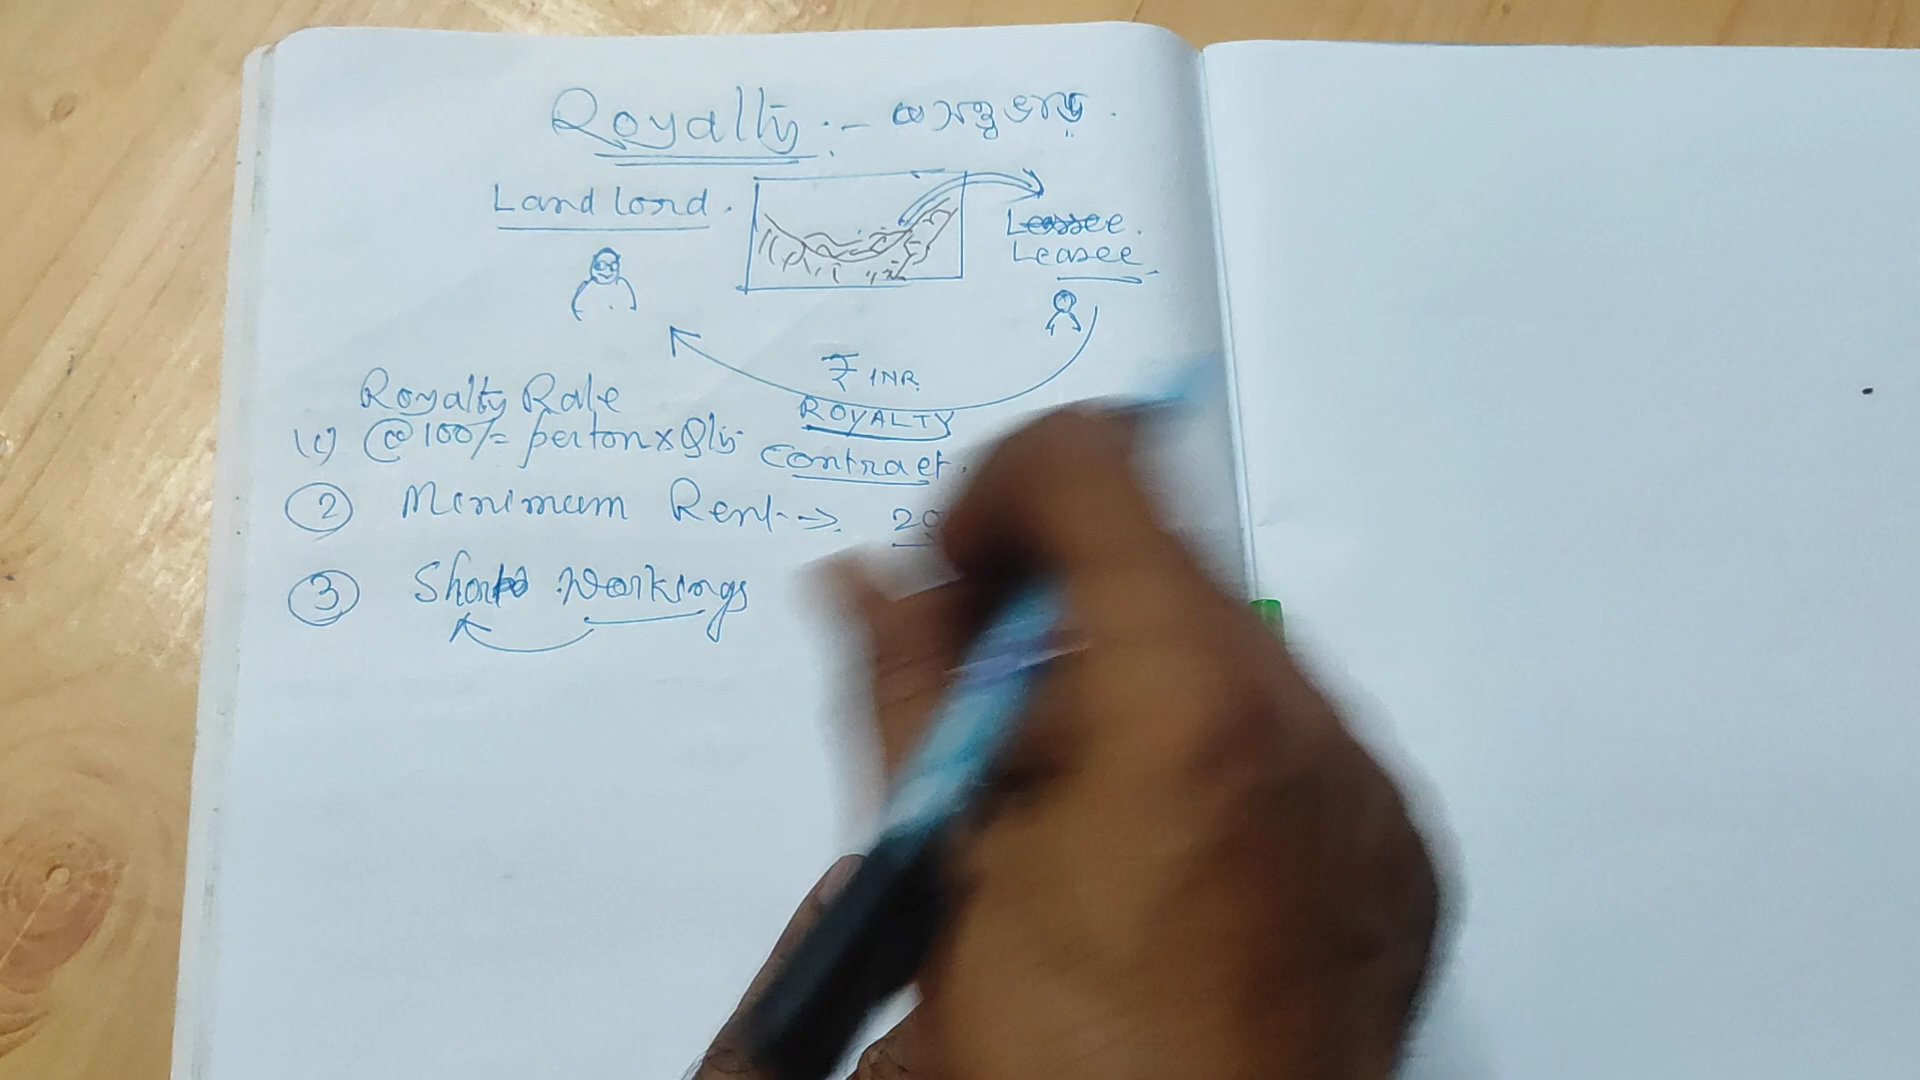 Royalty :-
Land lord.
Lessee.
Leasee
₹ INR.
ROYALTY
Royalty Rate
(1) @ 100/- per ton x Qty
Contract.
② Minimum Rent →
③ Short Workings